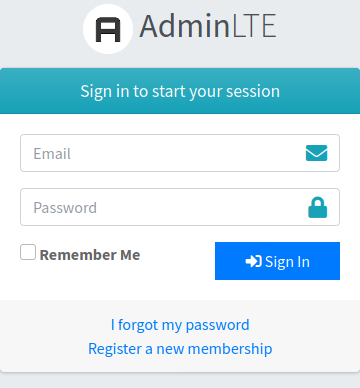 AdminLTE
Sign in to start your session
Email
Password
Remember Me
Sign In
I forgot my password
Register a new membership